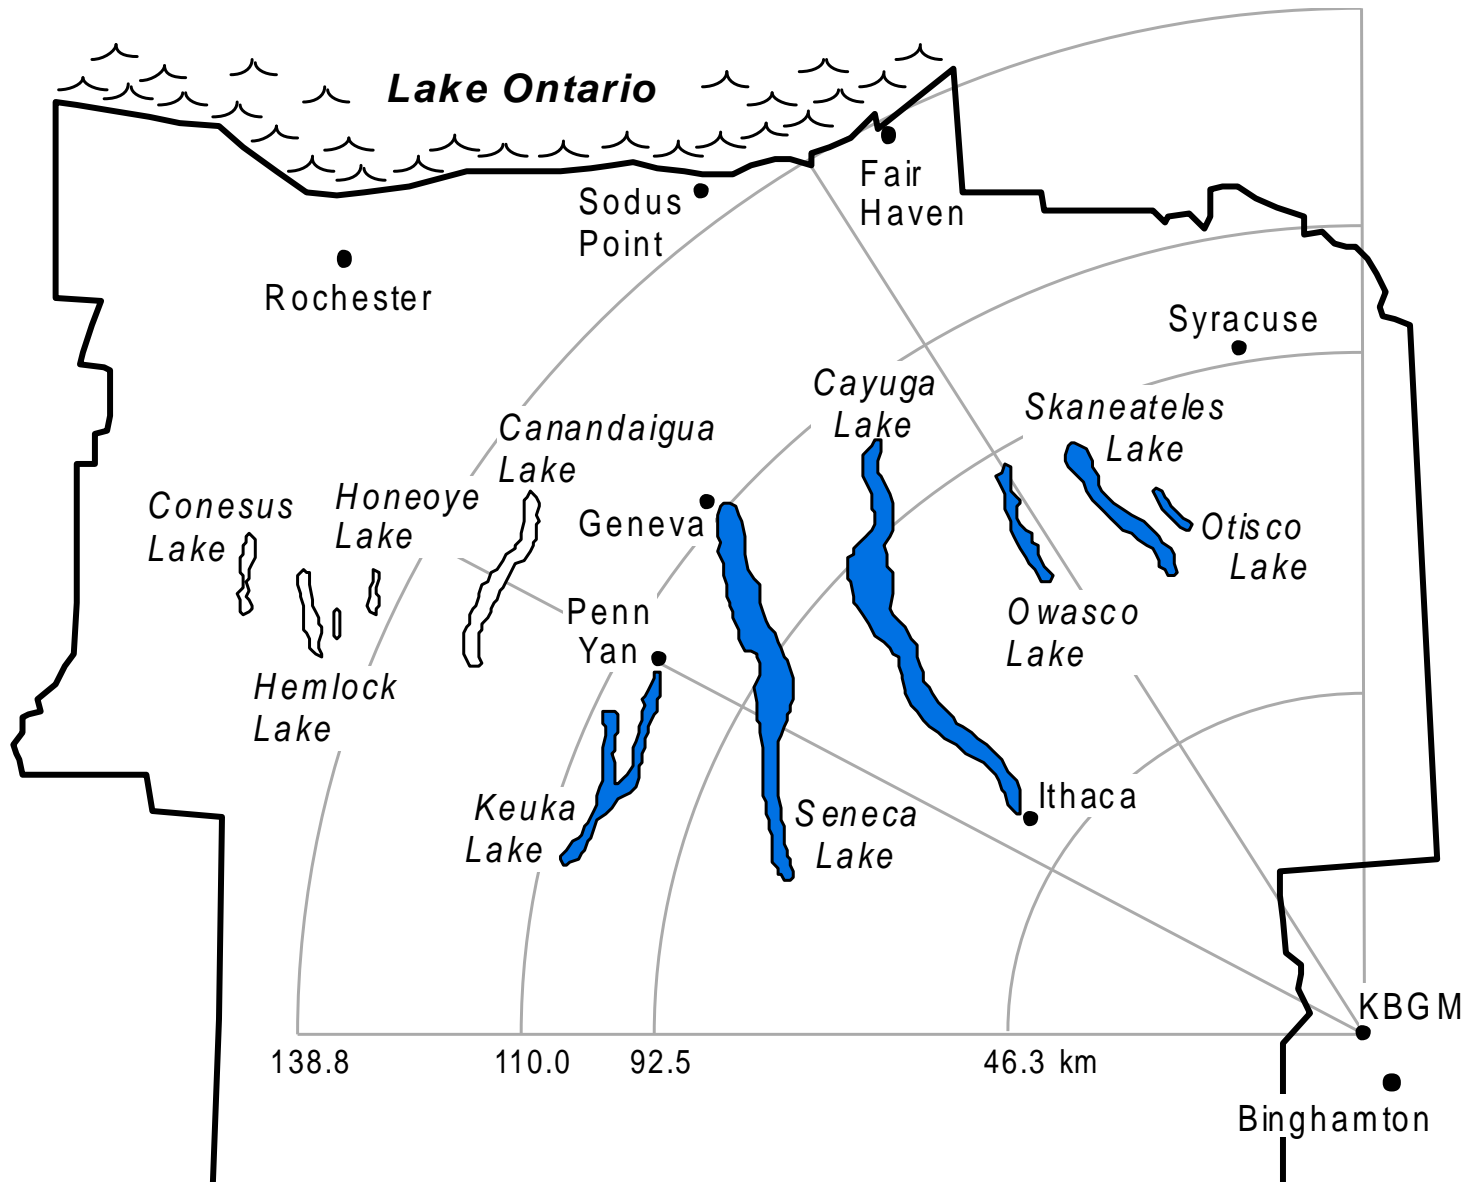 Lake Ontario
Fair
Haven
Sodus
Point
Rochester
Syracuse
Cayuga
Lake
Skaneateles
Lake
Canandaigua
Lake
Honeoye
Lake
Conesus
Lake
Geneva
Otisco
Lake
Penn
Yan
Owasco
Lake
Hemlock
Lake
Keuka
Lake
Seneca
Lake
Ithaca
KBGM
138.8
110.0
92.5
46.3 km
Binghamton